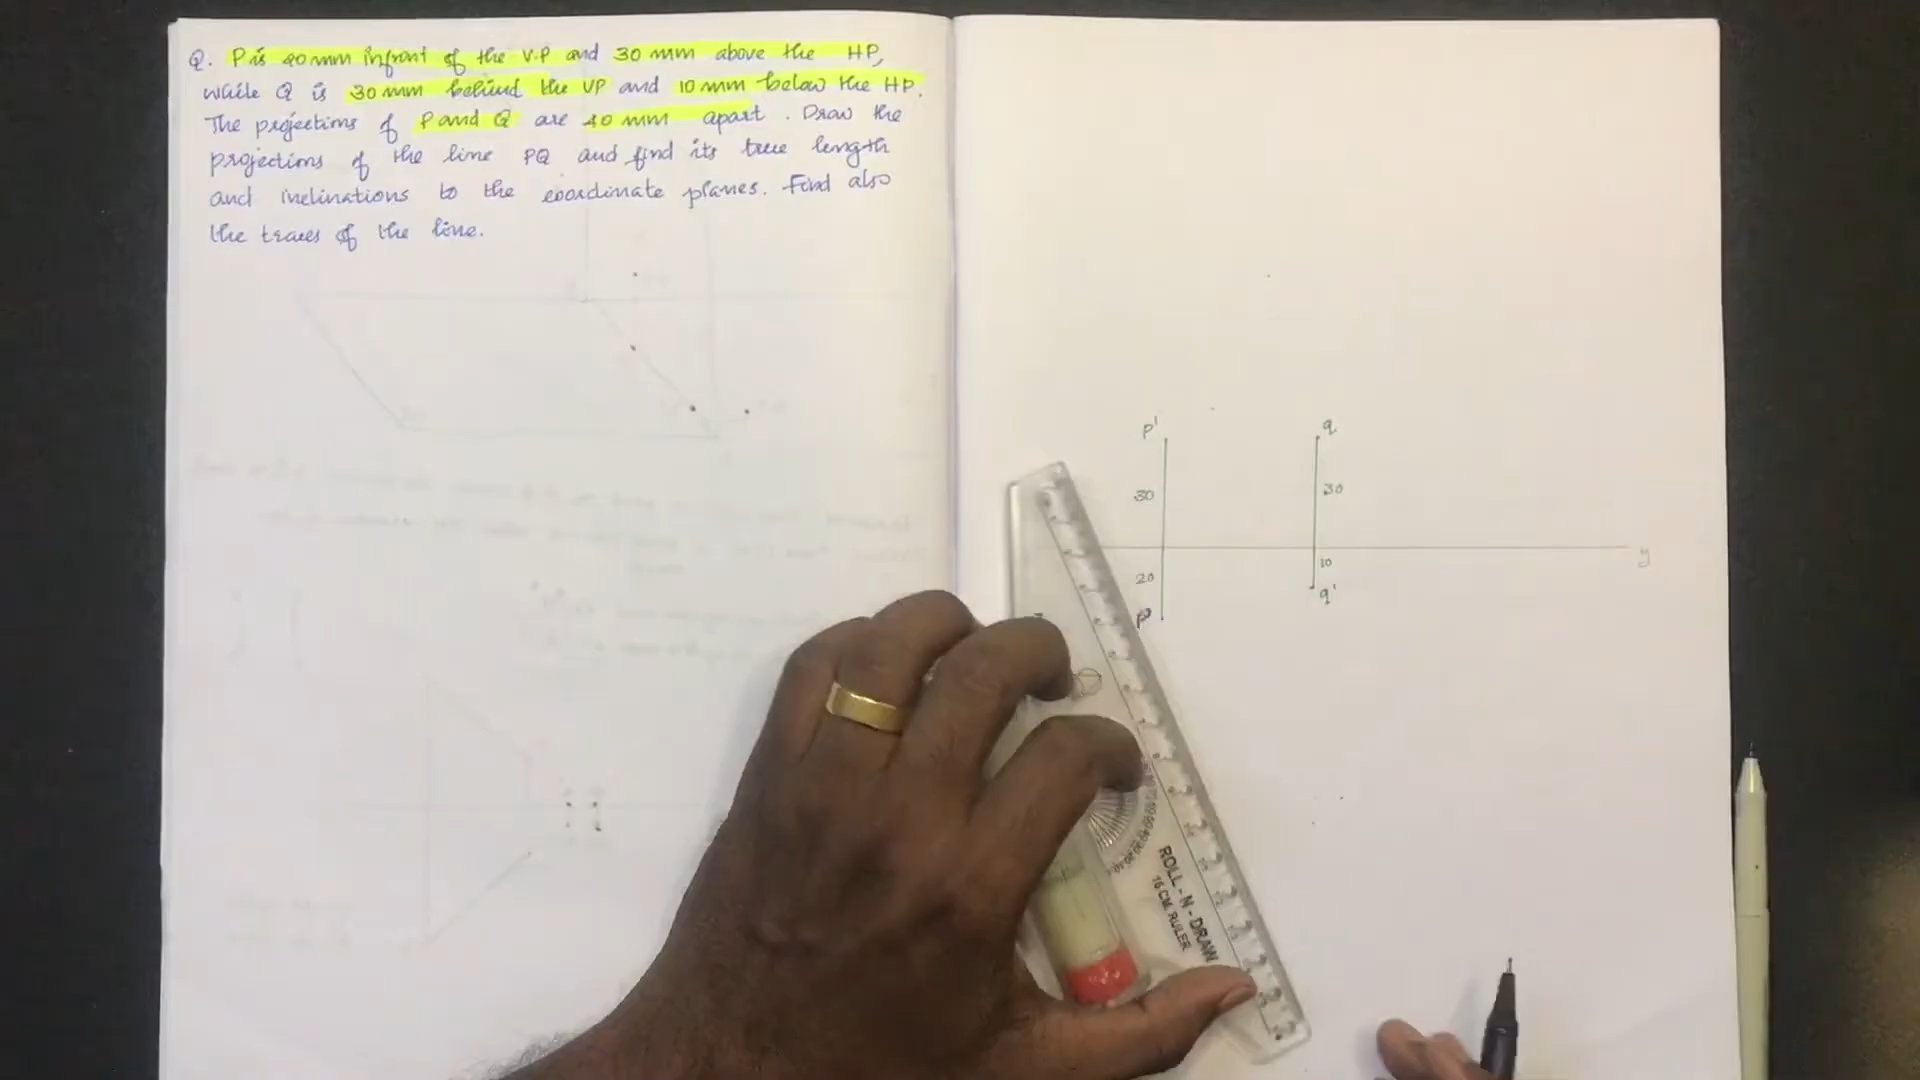 Q. P is 20 mm infront of the V.P and 30 mm above the HP,
while Q is 30 mm behind the VP and 10 mm below the HP.
The projections of P and Q are 40 mm apart. Draw the
projections of the line PQ and find its true length
and inclinations to the coordinate planes. Find also
the traces of the line.
p' q
30 30
y
20 10
q'
p
ROLL-N-DRAW
15 CM. RULER